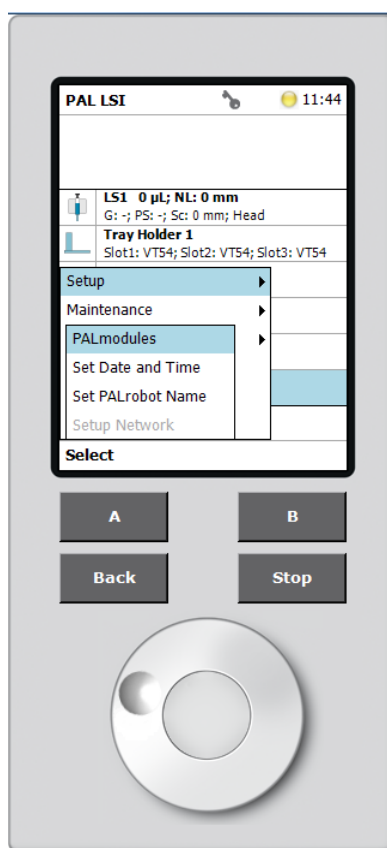 PAL LSI 11:44
LS1 0 µL; NL: 0 mm
G: -; PS: -; Sc: 0 mm; Head
Tray Holder 1
Slot1: VT54; Slot2: VT54; Slot3: VT54
Setup
Maintenance
PALmodules
Set Date and Time
Set PALrobot Name
Setup Network
Select
A B
Back Stop